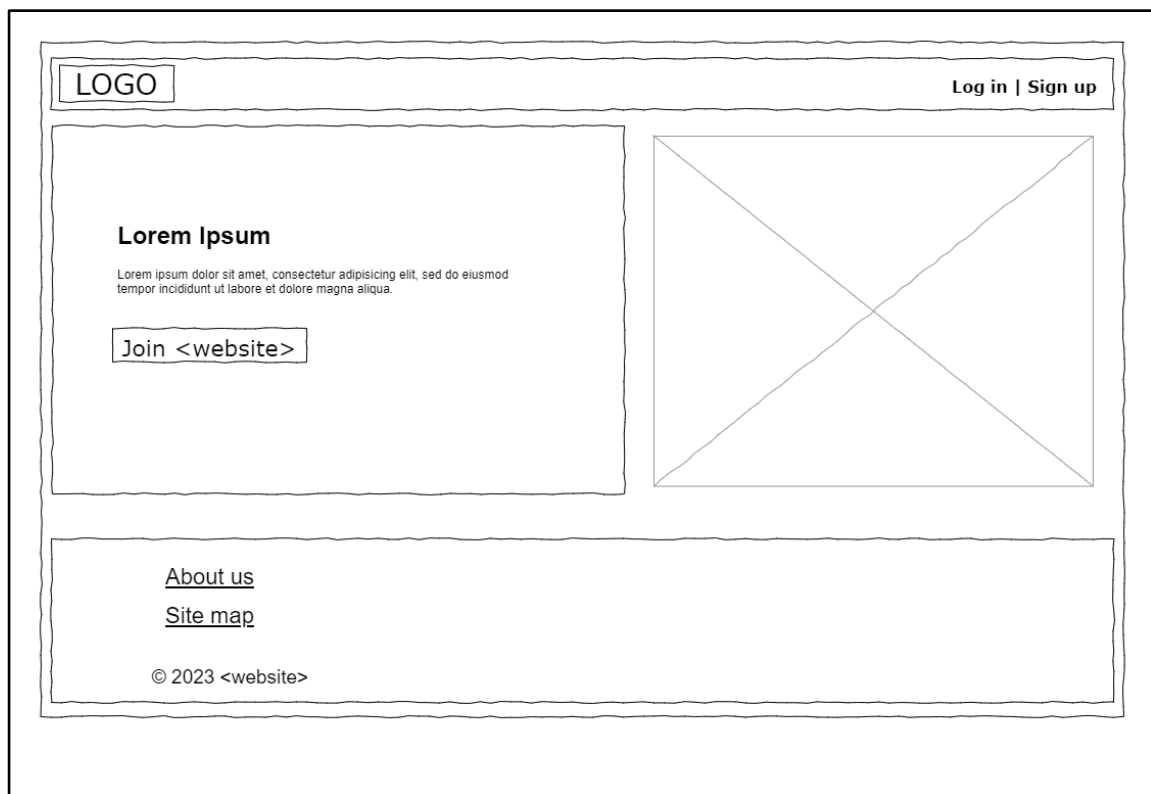 LOGO
Log in | Sign up
Lorem Ipsum
Lorem ipsum dolor sit amet, consectetur adipisicing elit, sed do eiusmod
tempor incididunt ut labore et dolore magna aliqua.
Join <website>
About us
Site map
© 2023 <website>